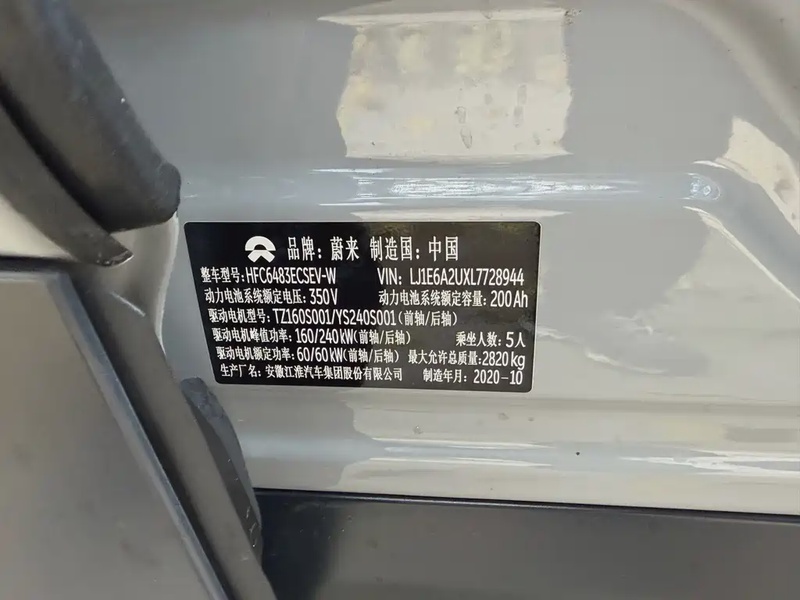 品牌：蔚来 制造国：中国
整车型号：HFC6483ECSEV-W VIN：LJ1E6A2UXL7728944
动力电池系统额定电压：350V 动力电池系统额定容量：200Ah
驱动电机型号：TZ160S001/YS240S001（前轴/后轴）
驱动电机峰值功率：160/240kW（前轴/后轴） 乘坐人数：5人
驱动电机额定功率：60/60kW（前轴/后轴） 最大允许总质量：2820kg
生产厂名：安徽江淮汽车集团股份有限公司 制造年月：2020-10